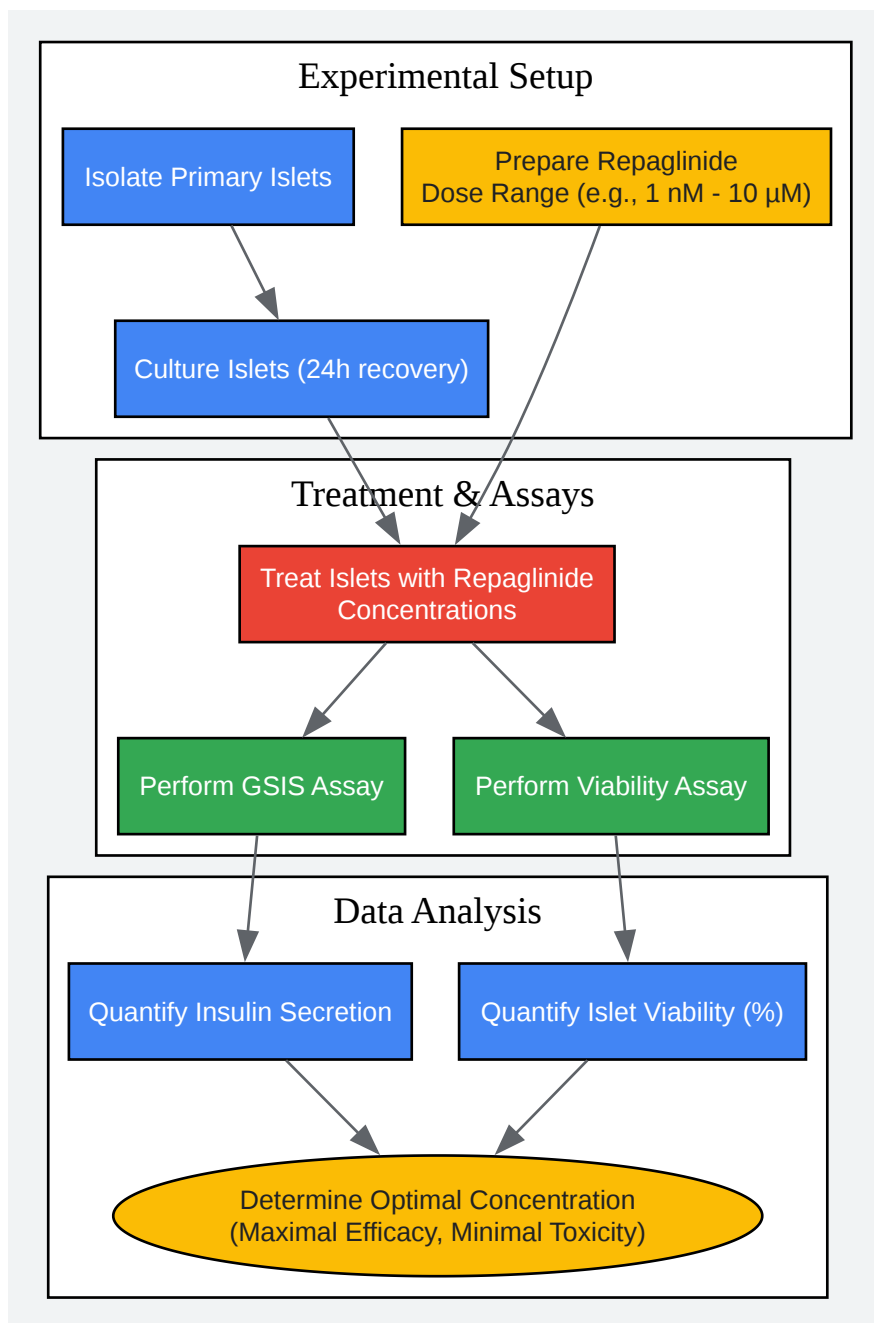 Experimental Setup
Isolate Primary Islets
Prepare Repaglinide
Dose Range (e.g., 1 nM - 10 µM)
Culture Islets (24h recovery)
Treatment & Assays
Treat Islets with Repaglinide
Concentrations
Perform GSIS Assay
Perform Viability Assay
Data Analysis
Quantify Insulin Secretion
Quantify Islet Viability (%)
Determine Optimal Concentration
(Maximal Efficacy, Minimal Toxicity)